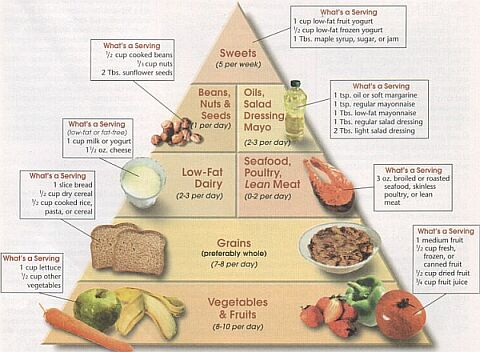 What's a Serving
1 cup low-fat fruit yogurt
1/2 cup low-fat frozen yogurt
1 Tbs. maple syrup, sugar, or jam
Sweets
(5 per week)
What's a Serving
1/2 cup cooked beans
1/3 cup nuts
2 Tbs. sunflower seeds
Beans,
Nuts &
Seeds
(1 per day)
Oils,
Salad
Dressing,
Mayo
(2-3 per day)
What's a Serving
1 tsp. oil or soft margarine
1 tsp. regular mayonnaise
1 Tbs. low-fat mayonnaise
1 Tbs. regular salad dressing
2 Tbs. light salad dressing
What's a Serving
(low-fat or fat-free)
1 cup milk or yogurt
1 1/2 oz. cheese
Low-Fat
Dairy
(2-3 per day)
Seafood,
Poultry,
Lean Meat
(0-2 per day)
What's a Serving
3 oz. broiled or roasted
seafood, skinless
poultry, or lean
meat
What's a Serving
1 slice bread
1/2 cup dry cereal
1/2 cup cooked rice,
pasta, or cereal
Grains
(preferably whole)
(7-8 per day)
What's a Serving
1 cup lettuce
1/2 cup other
vegetables
Vegetables
& Fruits
(8-10 per day)
What's a Serving
1 medium fruit
1/2 cup fresh,
frozen, or
canned fruit
1/2 cup dried fruit
3/4 cup fruit juice